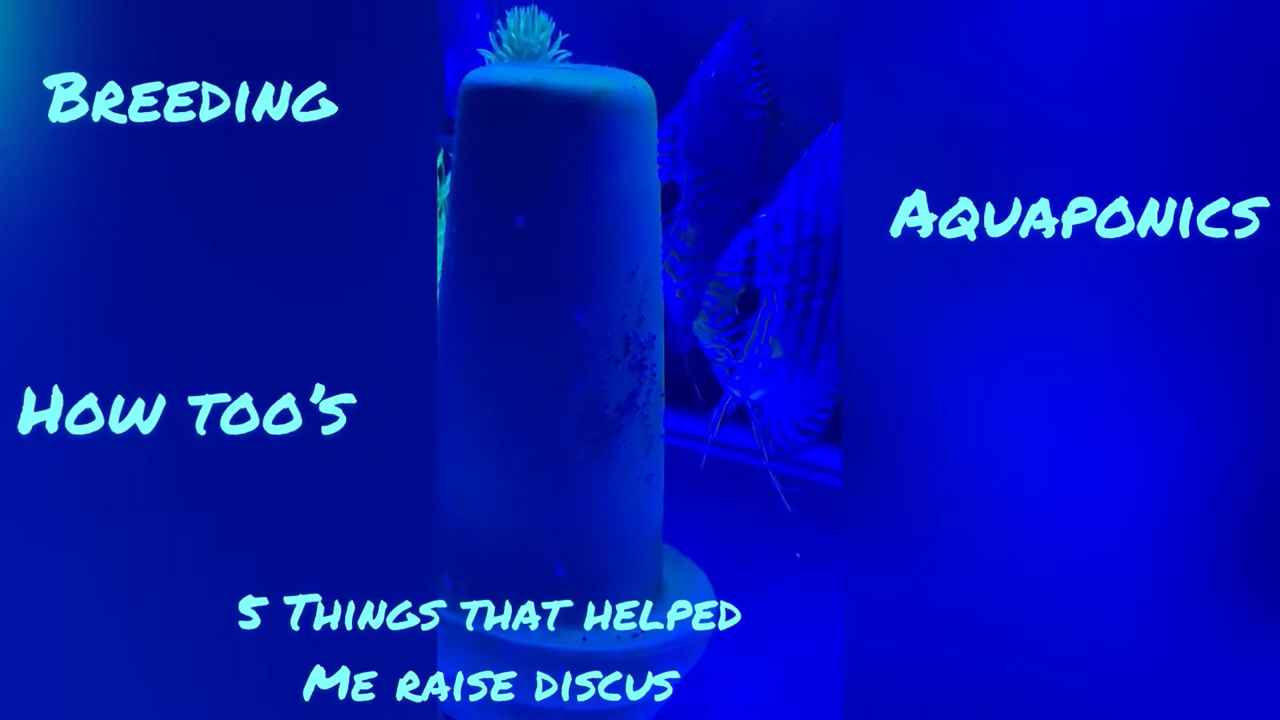 Breeding
Aquaponics
How too's
5 Things that helped
Me raise discus